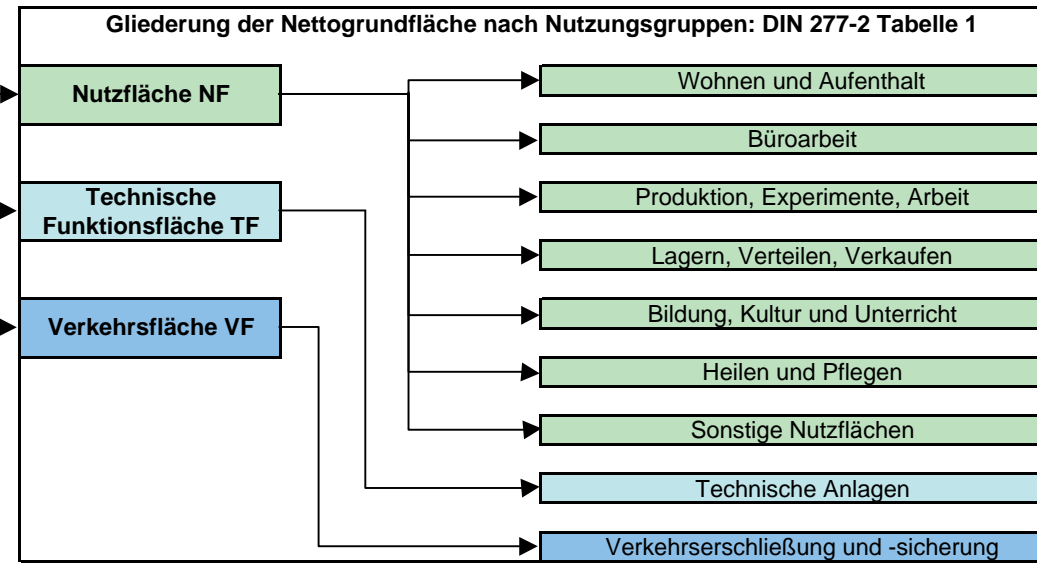 Gliederung der Nettogrundfläche nach Nutzungsgruppen: DIN 277-2 Tabelle 1
Nutzfläche NF
Technische
Funktionsfläche TF
Verkehrsfläche VF
Wohnen und Aufenthalt
Büroarbeit
Produktion, Experimente, Arbeit
Lagern, Verteilen, Verkaufen
Bildung, Kultur und Unterricht
Heilen und Pflegen
Sonstige Nutzflächen
Technische Anlagen
Verkehrserschließung und -sicherung